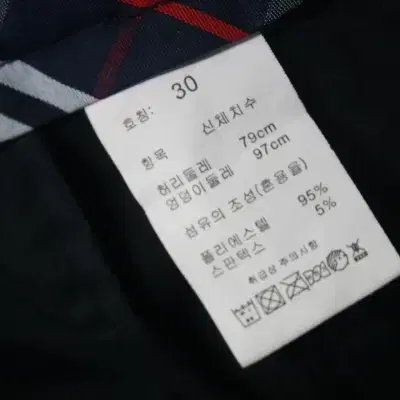 호칭: 30
항목 신체치수
허리둘레 79cm
엉덩이둘레 97cm
섬유의 조성(혼용율)
폴리에스텔 95%
스판텍스 5%
취급상 주의사항